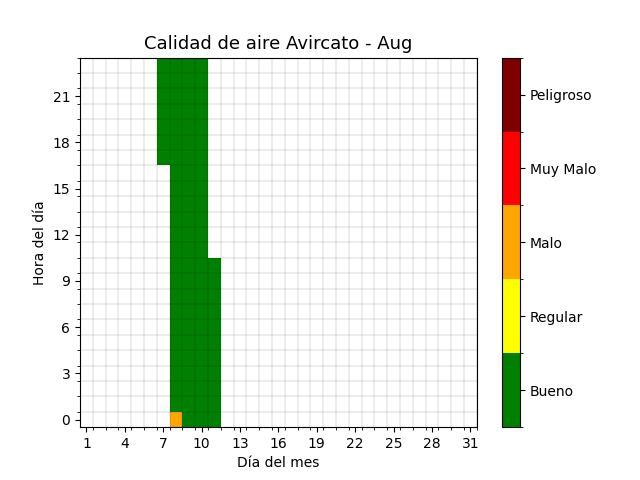 Calidad de aire Avircato - Aug
21
18
15
12
9
6
3
0
Hora del día
1 4 7 10 13 16 19 22 25 28 31
Día del mes
Peligroso
Muy Malo
Malo
Regular
Bueno